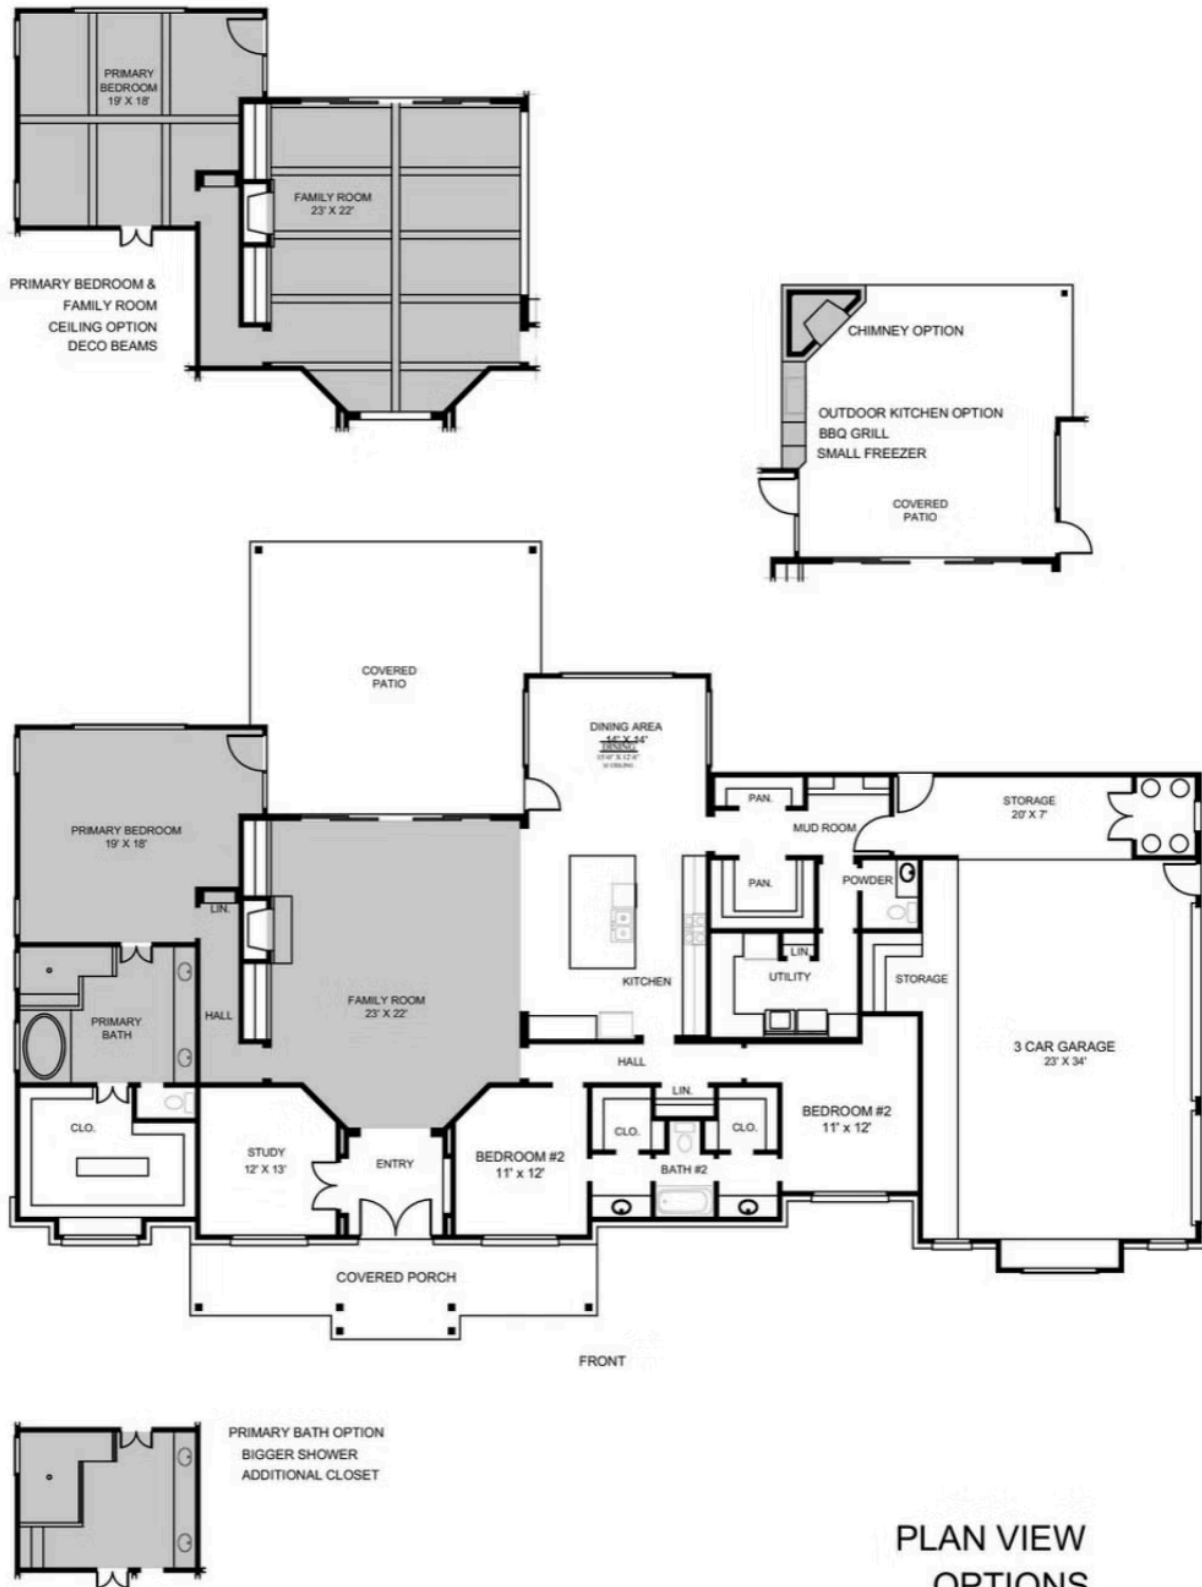 PRIMARY
BEDROOM
19' X 18'
FAMILY ROOM
23' X 22'
PRIMARY BEDROOM &
FAMILY ROOM
CEILING OPTION
DECO BEAMS
CHIMNEY OPTION
OUTDOOR KITCHEN OPTION
BBQ GRILL
SMALL FREEZER
COVERED
PATIO
COVERED
PATIO
DINING AREA
14' X 14'
DINING
PAN.
MUD ROOM
STORAGE
20' X 7'
PRIMARY BEDROOM
19' X 18'
PAN.
POWDER
LIN.
LIN.
UTILITY
STORAGE
KITCHEN
FAMILY ROOM
23' X 22'
HALL
PRIMARY
BATH
3 CAR GARAGE
23' X 34'
HALL
LIN.
BEDROOM #2
11' x 12'
CLO.
CLO.
CLO.
STUDY
12' X 13'
ENTRY
BEDROOM #2
11' x 12'
BATH #2
COVERED PORCH
FRONT
PRIMARY BATH OPTION
BIGGER SHOWER
ADDITIONAL CLOSET
PLAN VIEW
OPTIONS